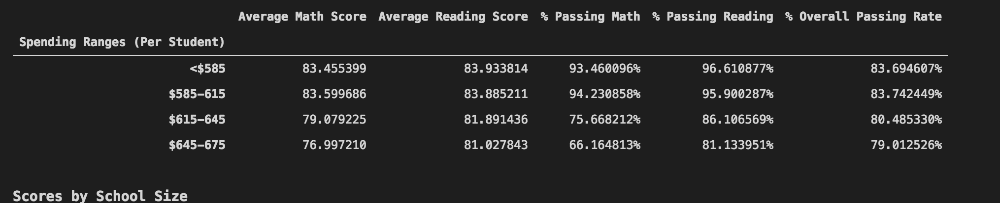 Average Math Score Average Reading Score % Passing Math % Passing Reading % Overall Passing Rate
Spending Ranges (Per Student)
<$585 83.455399 83.933814 93.460096% 96.610877% 83.694607%
$585-615 83.599686 83.885211 94.230858% 95.900287% 83.742449%
$615-645 79.079225 81.891436 75.668212% 86.106569% 80.485330%
$645-675 76.997210 81.027843 66.164813% 81.133951% 79.012526%
Scores by School Size